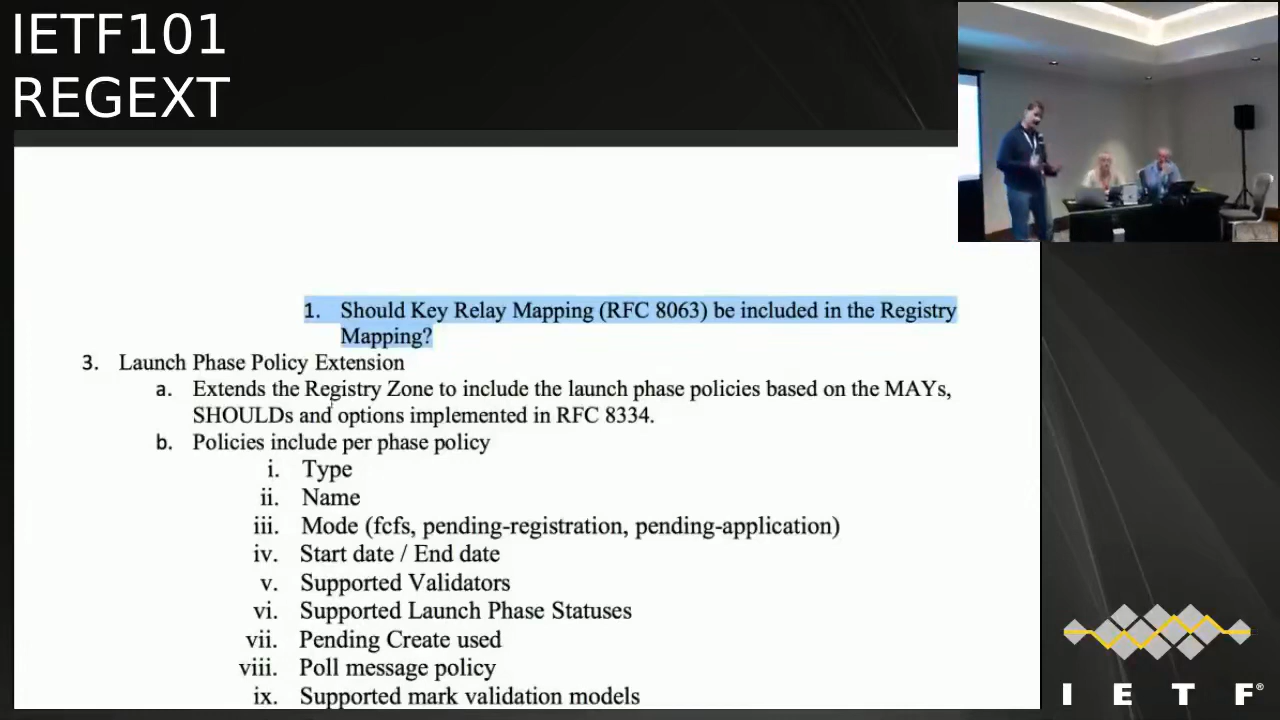 IETF101
REGEXT
1. Should Key Relay Mapping (RFC 8063) be included in the Registry
Mapping?
3. Launch Phase Policy Extension
a. Extends the Registry Zone to include the launch phase policies based on the MAYs,
SHOULDs and options implemented in RFC 8334.
b. Policies include per phase policy
i. Type
ii. Name
iii. Mode (fcfs, pending-registration, pending-application)
iv. Start date / End date
v. Supported Validators
vi. Supported Launch Phase Statuses
vii. Pending Create used
viii. Poll message policy
ix. Supported mark validation models
I E T F®